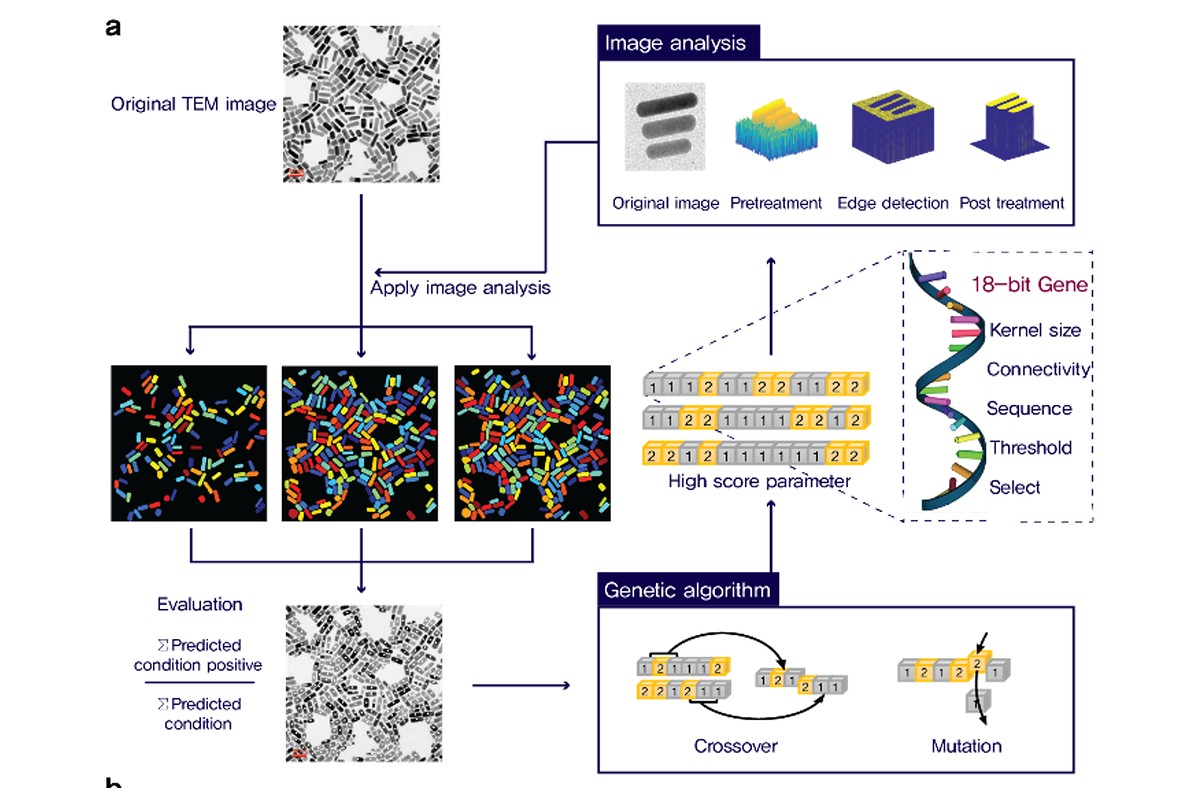 a
Original TEM image
Image analysis
Original image
Pretreatment
Edge detection
Post treatment
Apply image analysis
18-bit Gene
Kernel size
Connectivity
Sequence
Threshold
Select
1 1 1 2 1 1 2 2 1 1 2 2
1 1 2 2 1 1 1 1 2 2 1 2
2 2 1 2 1 1 1 1 1 1 2 2
High score parameter
Evaluation
ΣPredicted
condition positive
ΣPredicted
condition
Genetic algorithm
1 2 1 1 1 2
2 2 1 2 1 1
1 2 1 2 1 1
Crossover
1 2 1 2 2 1
1
Mutation